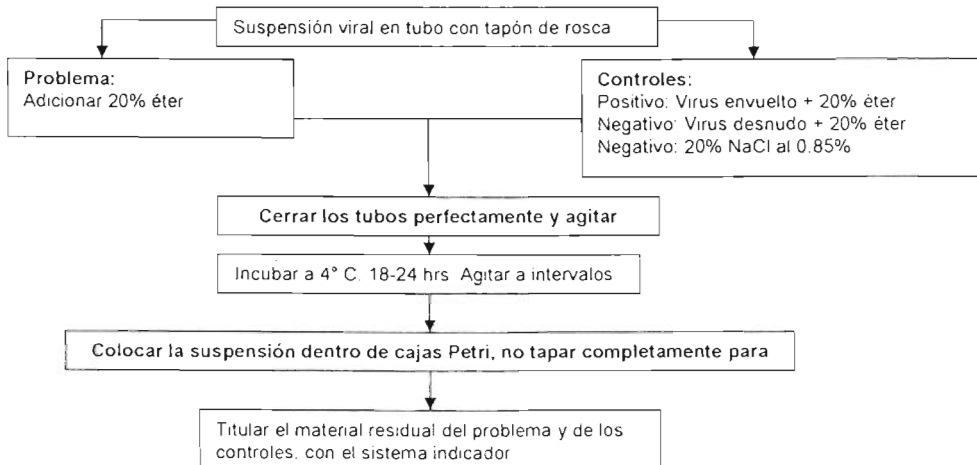 Suspensión viral en tubo con tapón de rosca
Problema:
Adicionar 20% éter
Controles:
Positivo: Virus envuelto + 20% éter
Negativo: Virus desnudo + 20% éter
Negativo: 20% NaCl al 0.85%
Cerrar los tubos perfectamente y agitar
Incubar a 4° C. 18-24 hrs Agitar a intervalos
Colocar la suspensión dentro de cajas Petri, no tapar completamente para
Titular el material residual del problema y de los
controles, con el sistema indicador